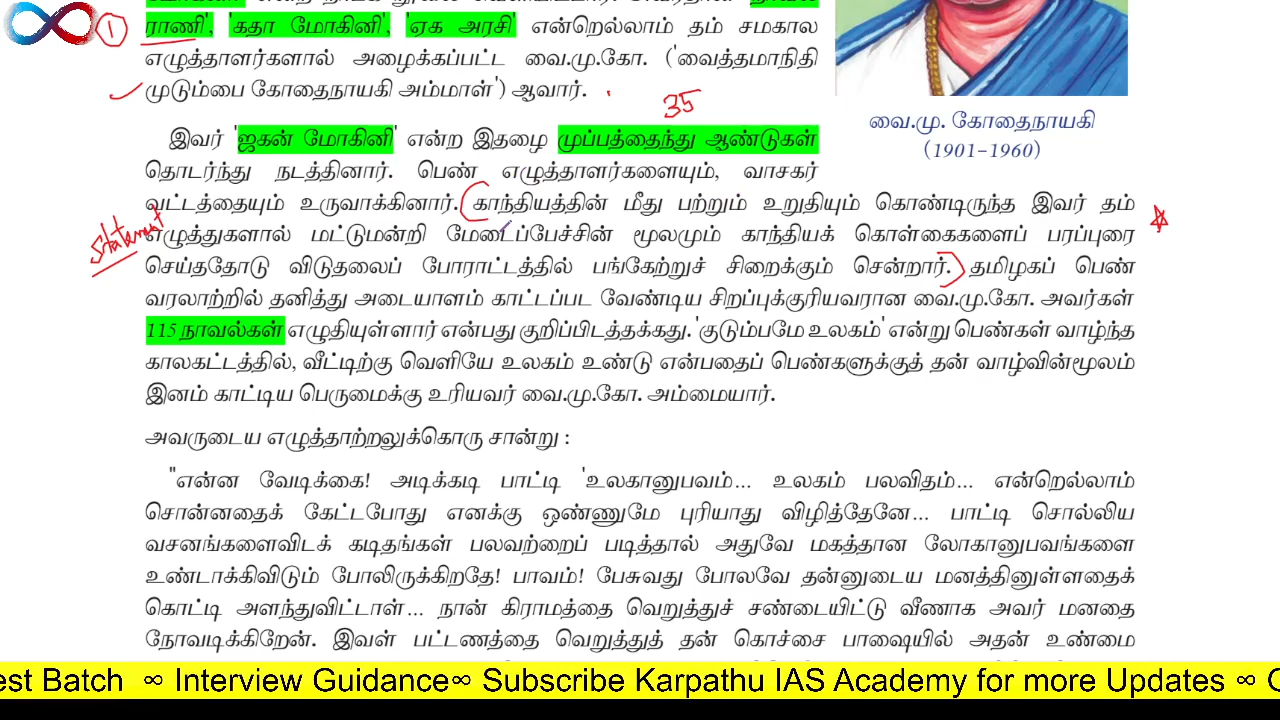 ராணி', 'கதா மோகினி', 'ஏக அரசி' என்றெல்லாம் தம் சமகால
எழுத்தாளர்களால் அழைக்கப்பட்ட வை.மு.கோ. ('வைத்தமாநிதி
முடும்பை கோதைநாயகி அம்மாள்') ஆவார்.
1
35
வை.மு. கோதைநாயகி
(1901-1960)
இவர் 'ஜகன் மோகினி' என்ற இதழை முப்பத்தைந்து ஆண்டுகள்
தொடர்ந்து நடத்தினார். பெண் எழுத்தாளர்களையும், வாசகர்
வட்டத்தையும் உருவாக்கினார். காந்தியத்தின் மீது பற்றும் உறுதியும் கொண்டிருந்த இவர் தம்
எழுத்துகளால் மட்டுமன்றி மேடைப்பேச்சின் மூலமும் காந்தியக் கொள்கைகளைப் பரப்புரை
செய்ததோடு விடுதலைப் போராட்டத்தில் பங்கேற்றுச் சிறைக்கும் சென்றார். தமிழகப் பெண்
வரலாற்றில் தனித்து அடையாளம் காட்டப்பட வேண்டிய சிறப்புக்குரியவரான வை.மு.கோ. அவர்கள்
115 நாவல்கள் எழுதியுள்ளார் என்பது குறிப்பிடத்தக்கது. 'குடும்பமே உலகம்' என்று பெண்கள் வாழ்ந்த
காலகட்டத்தில், வீட்டிற்கு வெளியே உலகம் உண்டு என்பதைப் பெண்களுக்குத் தன் வாழ்வின்மூலம்
இனம் காட்டிய பெருமைக்கு உரியவர் வை.மு.கோ. அம்மையார்.
Statement
அவருடைய எழுத்தாற்றலுக்கொரு சான்று :
"என்ன வேடிக்கை! அடிக்கடி பாட்டி 'உலகானுபவம்... உலகம் பலவிதம்... என்றெல்லாம்
சொன்னதைக் கேட்டபோது எனக்கு ஒண்ணுமே புரியாது விழித்தேனே... பாட்டி சொல்லிய
வசனங்களைவிடக் கடிதங்கள் பலவற்றைப் படித்தால் அதுவே மகத்தான லோகானுபவங்களை
உண்டாக்கிவிடும் போலிருக்கிறதே! பாவம்! பேசுவது போலவே தன்னுடைய மனத்தினுள்ளதைக்
கொட்டி அளந்துவிட்டாள்... நான் கிராமத்தை வெறுத்துச் சண்டையிட்டு வீணாக அவர் மனதை
நோவடிக்கிறேன். இவள் பட்டணத்தை வெறுத்துத் தன் கொச்சை பாஷையில் அதன் உண்மை
est Batch ∞ Interview Guidance∞ Subscribe Karpathu IAS Academy for more Updates ∞